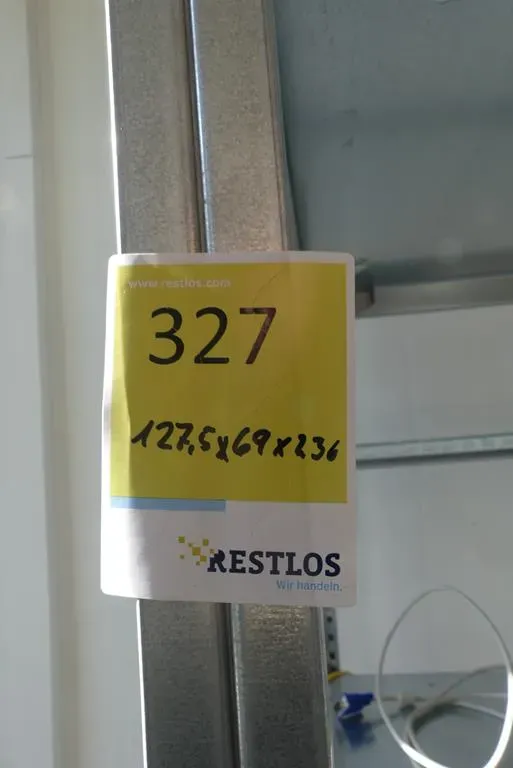 www.restlos.com
327
127,5x69x236
RESTLOS
Wir handeln.